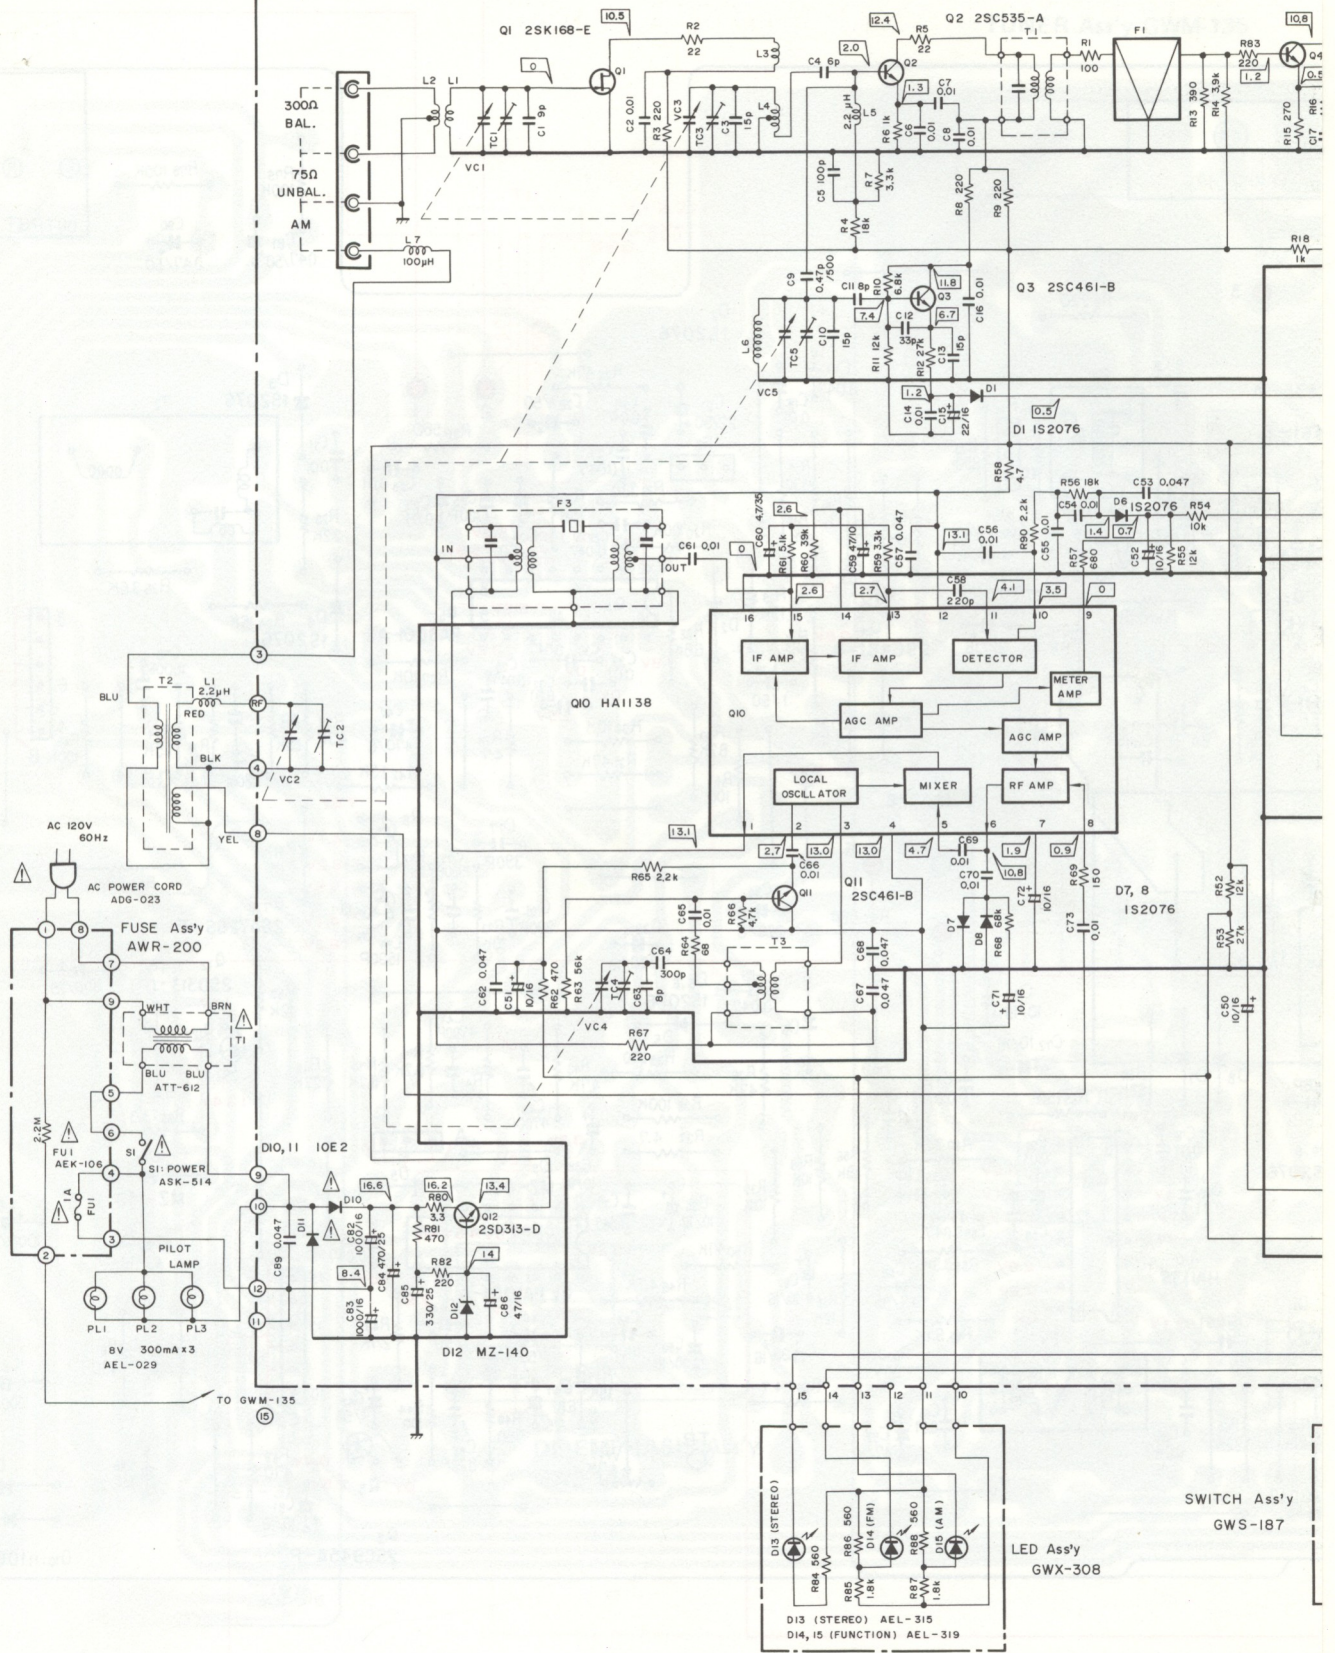 Q1 2SK168-E
10.5
R2
22
0
Q1
L3
12.4
R5
22
Q2 2SC535-A
T1
R1
100
F1
R83
220
10.8
Q4
1.2
0.5
2.0
C4 6p
Q2
1.3
C7
0.01
300Ω
BAL.
75Ω
UNBAL.
AM
L2
L1
TC1
C1 9p
VC1
C2 0.01
R3 220
VC3
TC3
C3
15p
L4
2.2 μH
L5
R6 1k
C6
0.01
C8
0.01
R13 390
R14 3.9k
R15 270
R16
C17
C5 100p
R7
3.3k
R4
18k
R8 220
R9 220
R18
1k
L7
100μH
C9
0.47p
/500
C11 8p
R10
6.8k
11.8
Q3
7.4
6.7
C16 0.01
Q3 2SC461-B
L6
TC5
C10
15p
VC5
C12
33p
R11 12k
R12 27k
C13
15p
1.2
C14
0.01
C15
22/16
D1
0.5
D1 1S2076
R58
4.7
F3
IN
OUT
C61 0.01
0
C60 4.7/35
2.6
R61 5.1k
R60 39k
C59 47/10
R59 3.3k
C57 0.047
13.1
C56
0.01
R90 2.2k
C55 0.01
R56 18k
C54 0.01
C53 0.047
D6
1S2076
1.4
0.7
R54
10k
R57
680
C52
10/16
R55
12k
2.6
2.7
C58
220p
4.1
3.5
0
16
15
14
13
12
11
10
9
IF AMP
IF AMP
DETECTOR
METER
AMP
Q10
AGC AMP
AGC AMP
LOCAL
OSCILLATOR
MIXER
RF AMP
Q10 HA1138
1
2
3
4
5
6
7
8
13.1
2.7
13.0
13.0
4.7
1.9
0.9
3
T2
L1
2.2μH
BLU
RED
RF
BLK
4
TC2
VC2
YEL
8
AC 120V
60Hz
AC POWER CORD
ADG-023
FUSE Ass'y
AWR-200
1
8
7
9
WHT
BRN
T1
BLU
BLU
ATT-612
5
6
S1
2.2M
FU1
AEK-106
S1: POWER
ASK-514
4
1A
FU1
3
2
PILOT
LAMP
PL1
PL2
PL3
8V 300mA x3
AEL-029
TO GWM-135
15
R65 2.2k
C66
0.01
Q11
Q11
2SC461-B
C69
0.01
C70
0.01
10.8
C72
10/16
R69
150
C73
0.01
D7, 8
1S2076
R52
12k
R53
27k
C50
10/16
C65
0.01
R66
4.7k
R64
68
T3
D7
D8
68k
R68
C68
0.047
C67
0.047
C71
10/16
C62 0.047
C51
10/16
R62 470
R63 56k
C64
300p
TC4
C63
8p
VC4
R67
220
D10, 11 10E2
9
10
12
11
C89 0.047
D11
D10
16.6
16.2
R80
3.3
13.4
Q12
2SD313-D
C82
1000/16
R81
470
C84 470/25
R82
220
14
8.4
C83
1000/16
C85
330/25
D12
C86
47/16
D12 MZ-140
15
14
13
12
11
10
D13 (STEREO)
R84 560
R86 560
R85
1.8k
D14 (FM)
R88 560
R87
1.8k
D15 (AM)
LED Ass'y
GWX-308
D13 (STEREO) AEL-315
D14, 15 (FUNCTION) AEL-319
SWITCH Ass'y
GWS-187